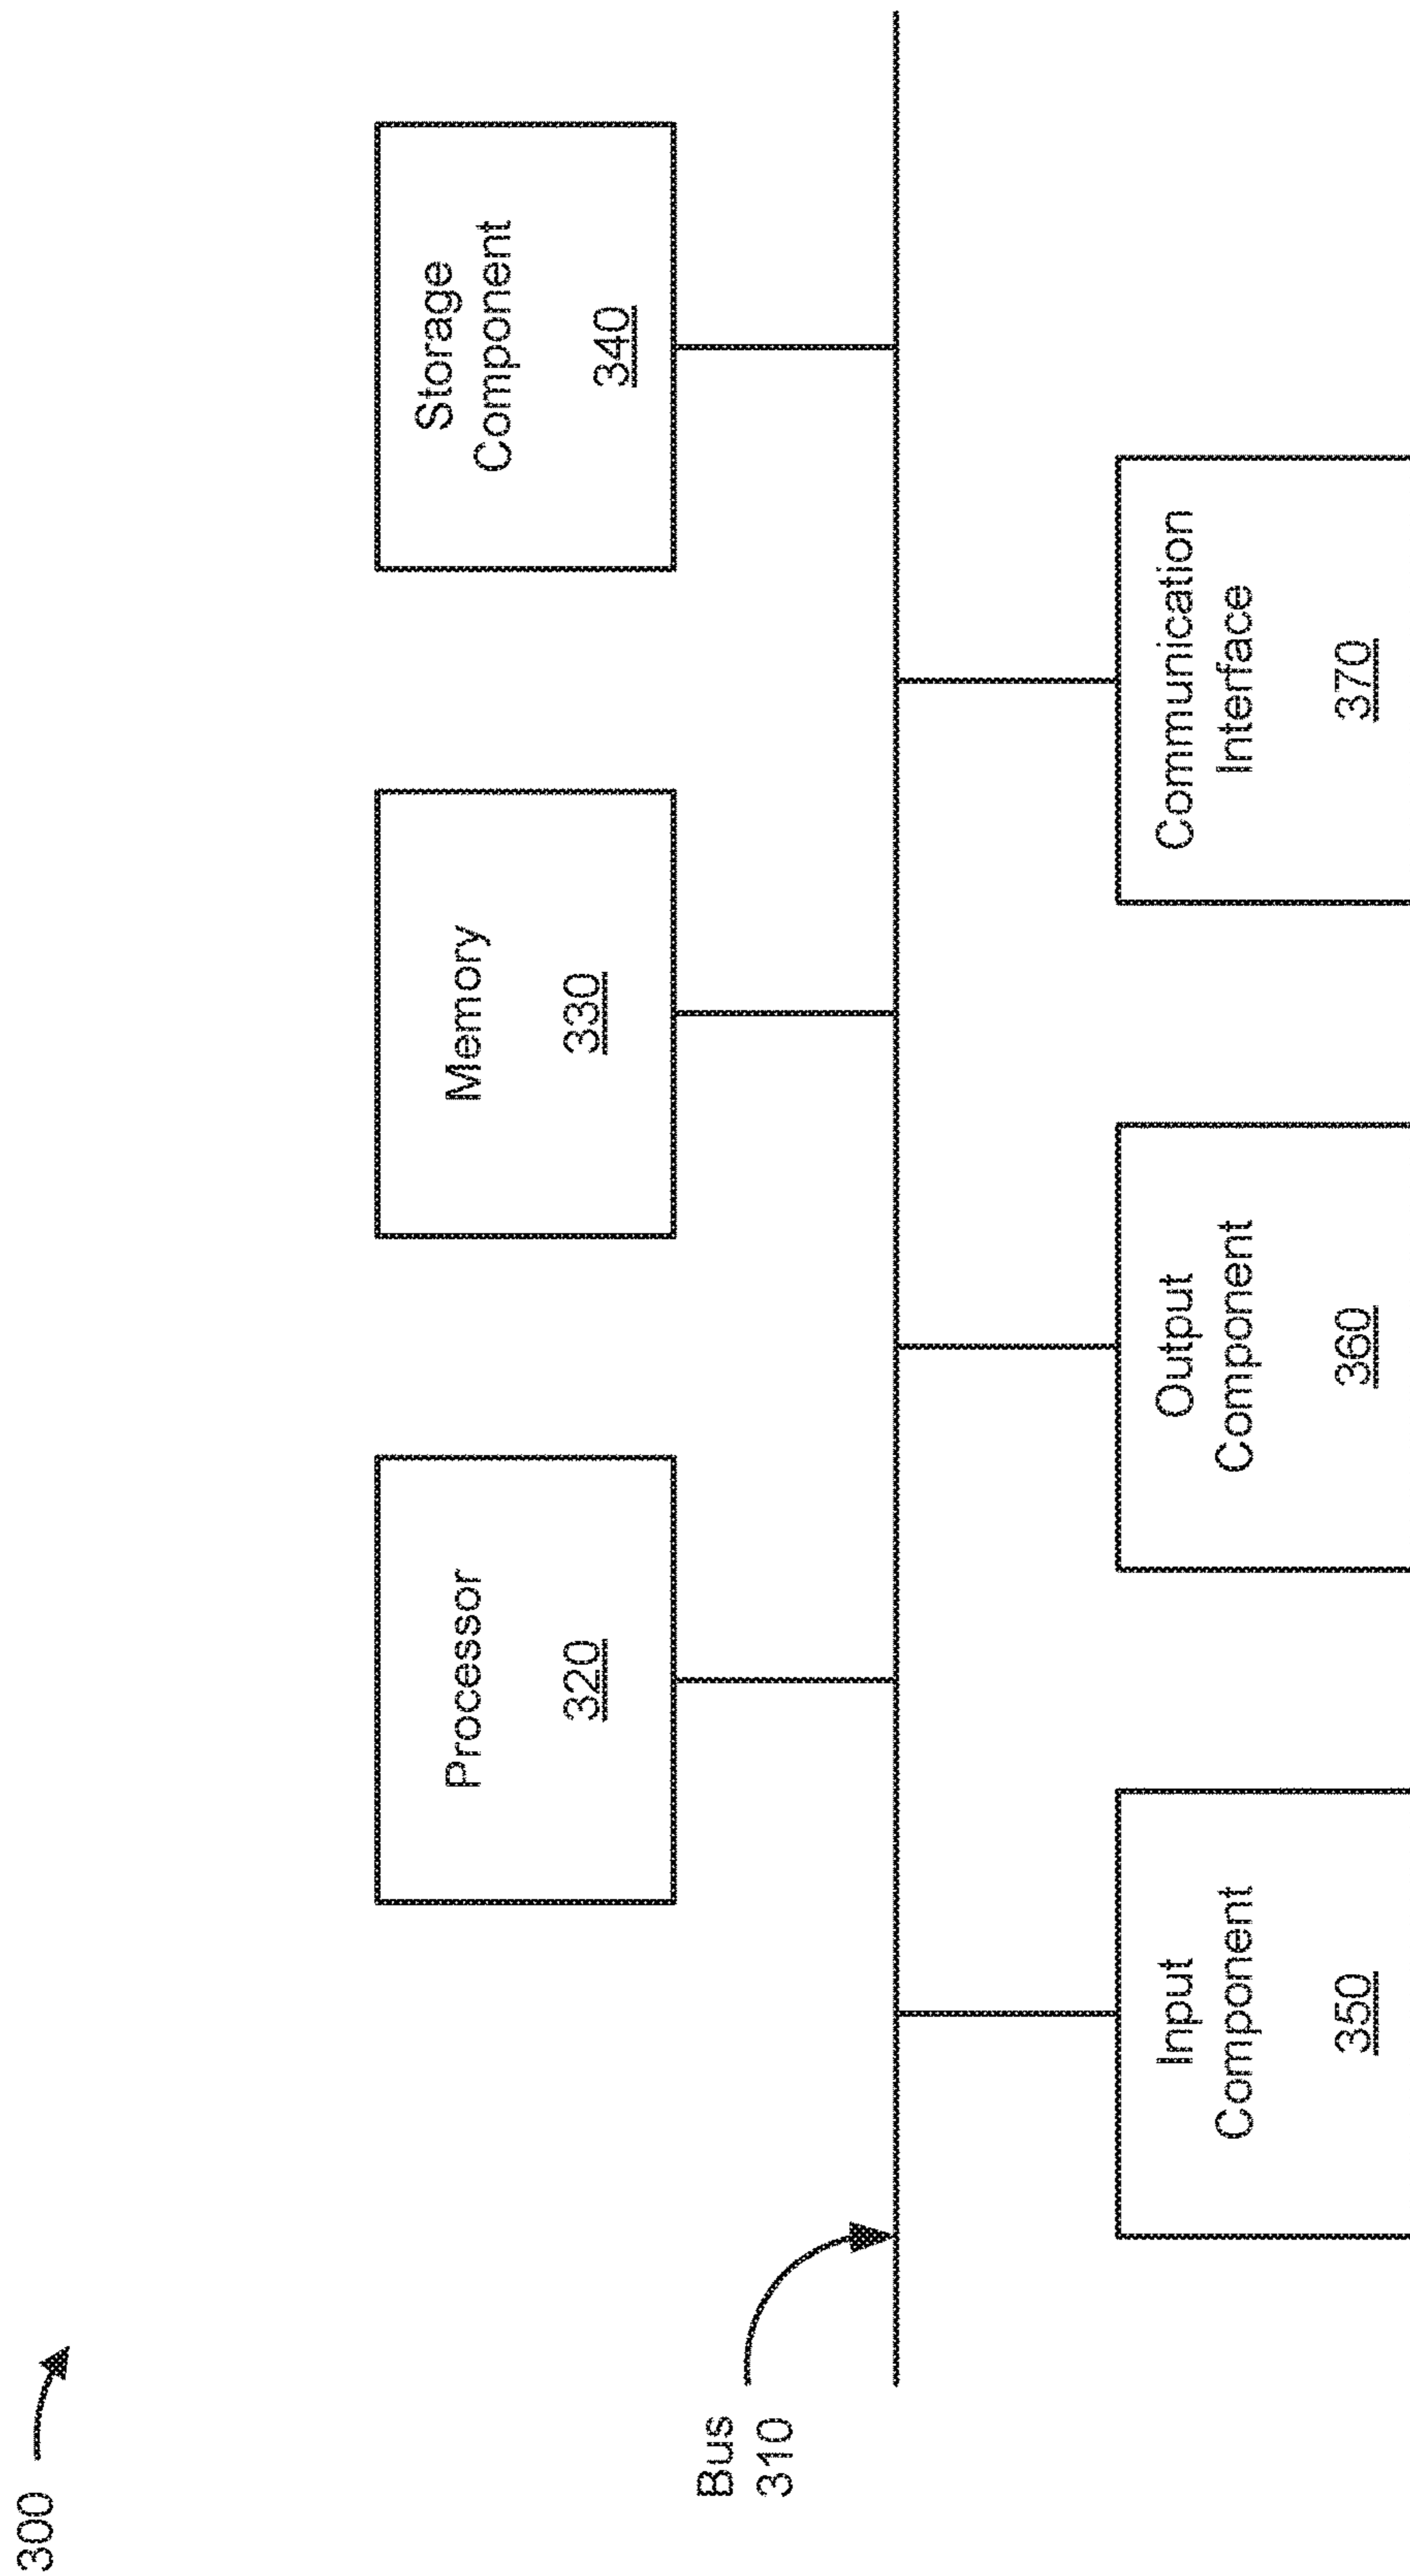 300
Bus
310
Processor
320
Memory
330
Storage
Component
340
Input
Component
350
Output
Component
360
Communication
Interface
370